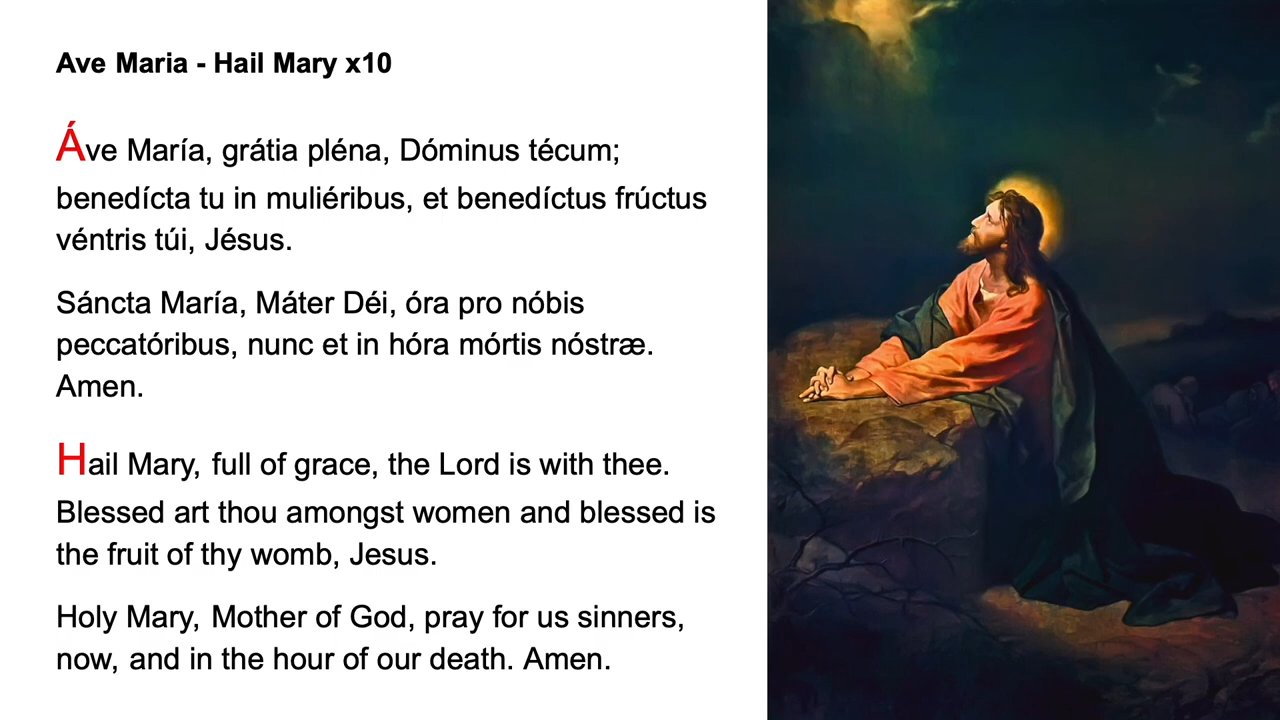 Ave Maria - Hail Mary x10
Áve María, grátia pléna, Dóminus técum;
benedícta tu in muliéribus, et benedíctus frúctus
véntris túi, Jésus.
Sáncta María, Máter Déi, óra pro nóbis
peccatóribus, nunc et in hóra mórtis nóstræ.
Amen.
Hail Mary, full of grace, the Lord is with thee.
Blessed art thou amongst women and blessed is
the fruit of thy womb, Jesus.
Holy Mary, Mother of God, pray for us sinners,
now, and in the hour of our death. Amen.